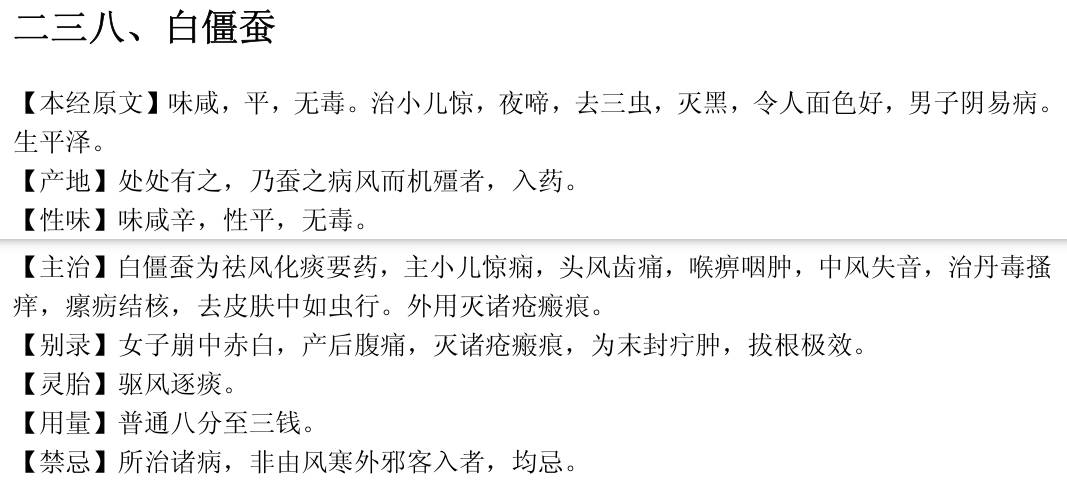 二三八、白僵蚕
【本经原文】味咸，平，无毒。治小儿惊，夜啼，去三虫，灭黑，令人面色好，男子阴易病。
生平泽。
【产地】处处有之，乃蚕之病风而机殭者，入药。
【性味】味咸辛，性平，无毒。
【主治】白僵蚕为祛风化痰要药，主小儿惊痫，头风齿痛，喉痹咽肿，中风失音，治丹毒搔
痒，瘰疬结核，去皮肤中如虫行。外用灭诸疮瘢痕。
【别录】女子崩中赤白，产后腹痛，灭诸疮瘢痕，为末封疔肿，拔根极效。
【灵胎】驱风逐痰。
【用量】普通八分至三钱。
【禁忌】所治诸病，非由风寒外邪客入者，均忌。